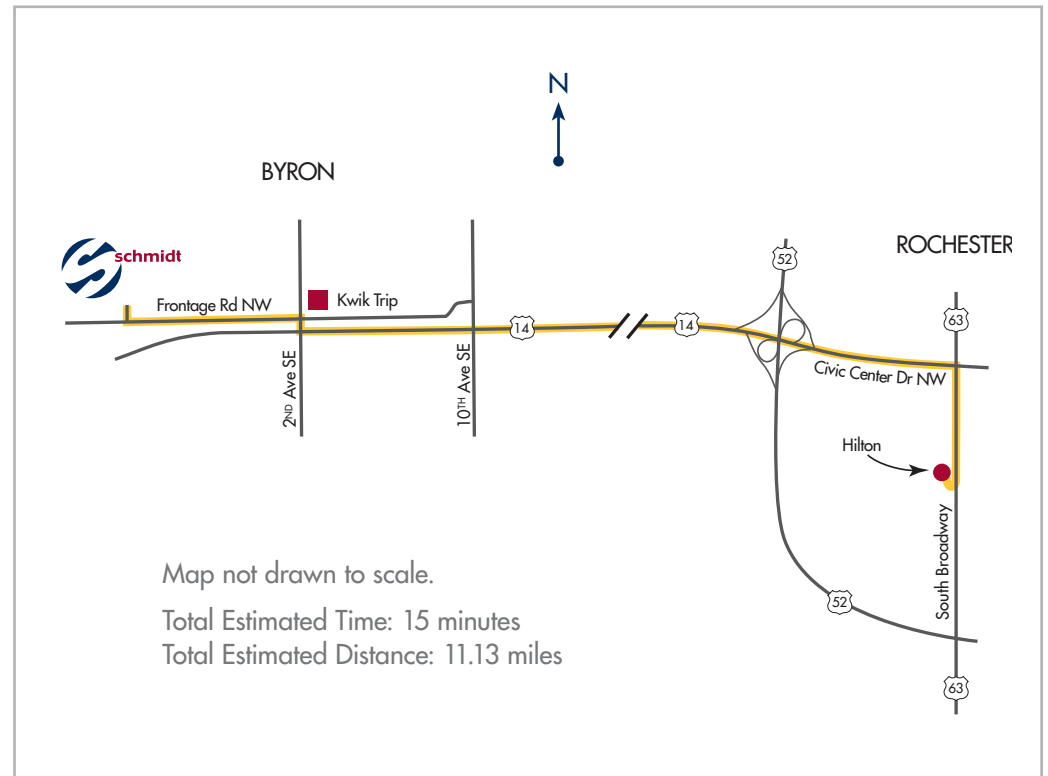 N
BYRON
ROCHESTER
schmidt
52
Frontage Rd NW
Kwik Trip
14
14
63
2ND Ave SE
10TH Ave SE
Civic Center Dr NW
Hilton
South Broadway
52
63
Map not drawn to scale.
Total Estimated Time: 15 minutes
Total Estimated Distance: 11.13 miles